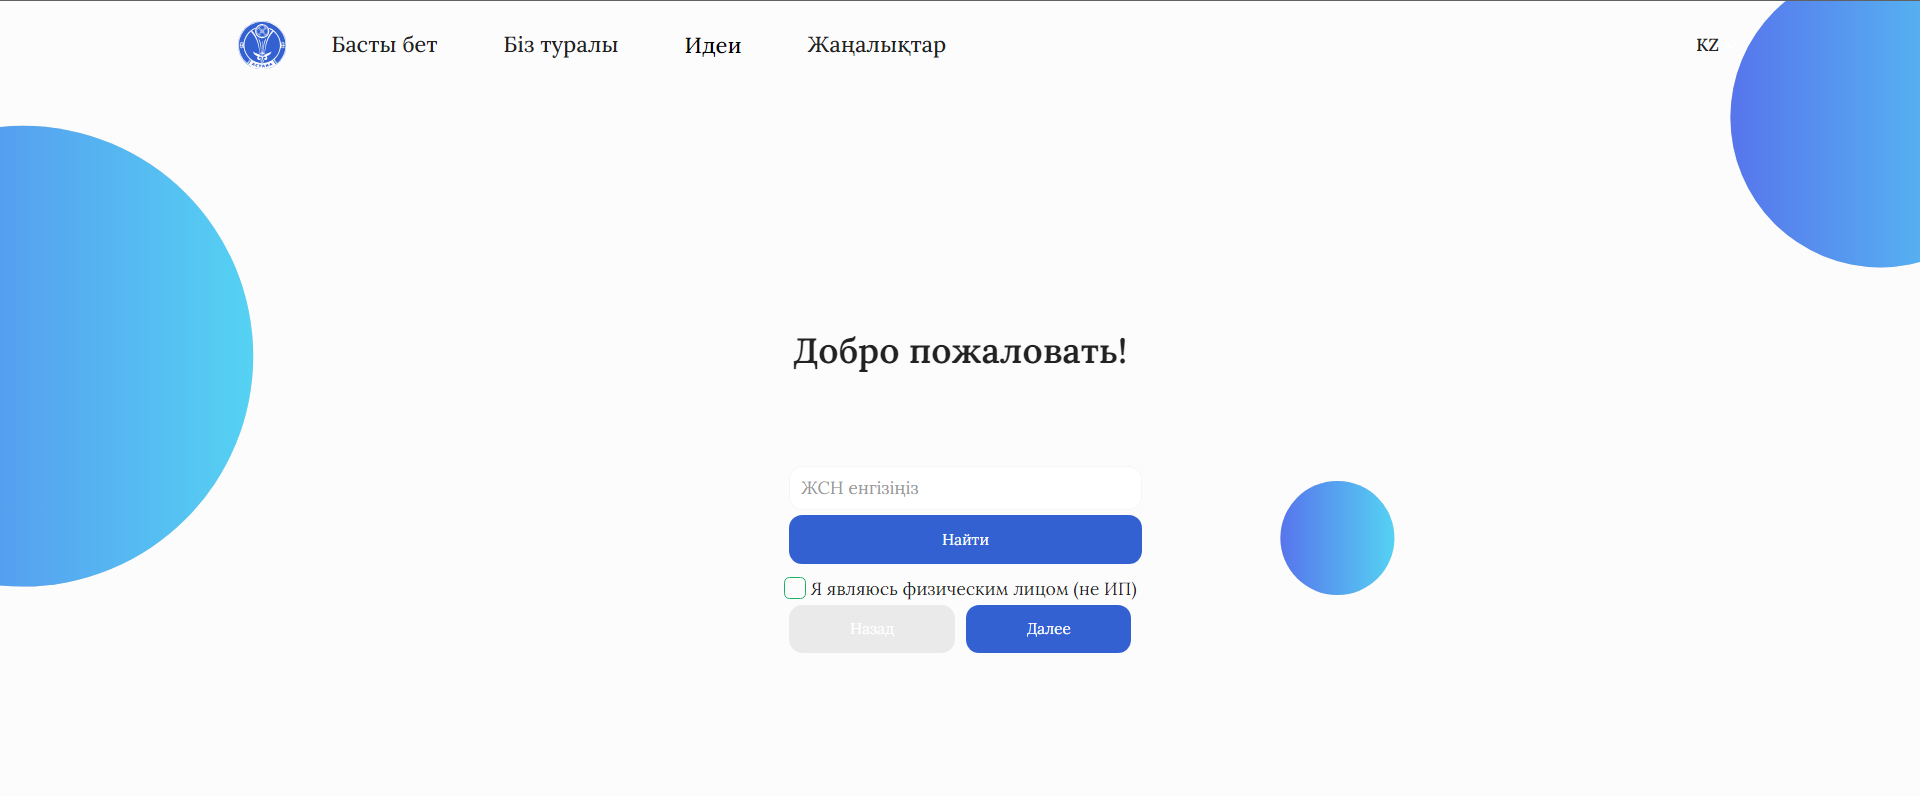 Басты бет
Біз туралы
Идеи
Жаңалықтар
KZ
Добро пожаловать!
ЖСН енгізіңіз
Найти
Я являюсь физическим лицом (не ИП)
Назад
Далее